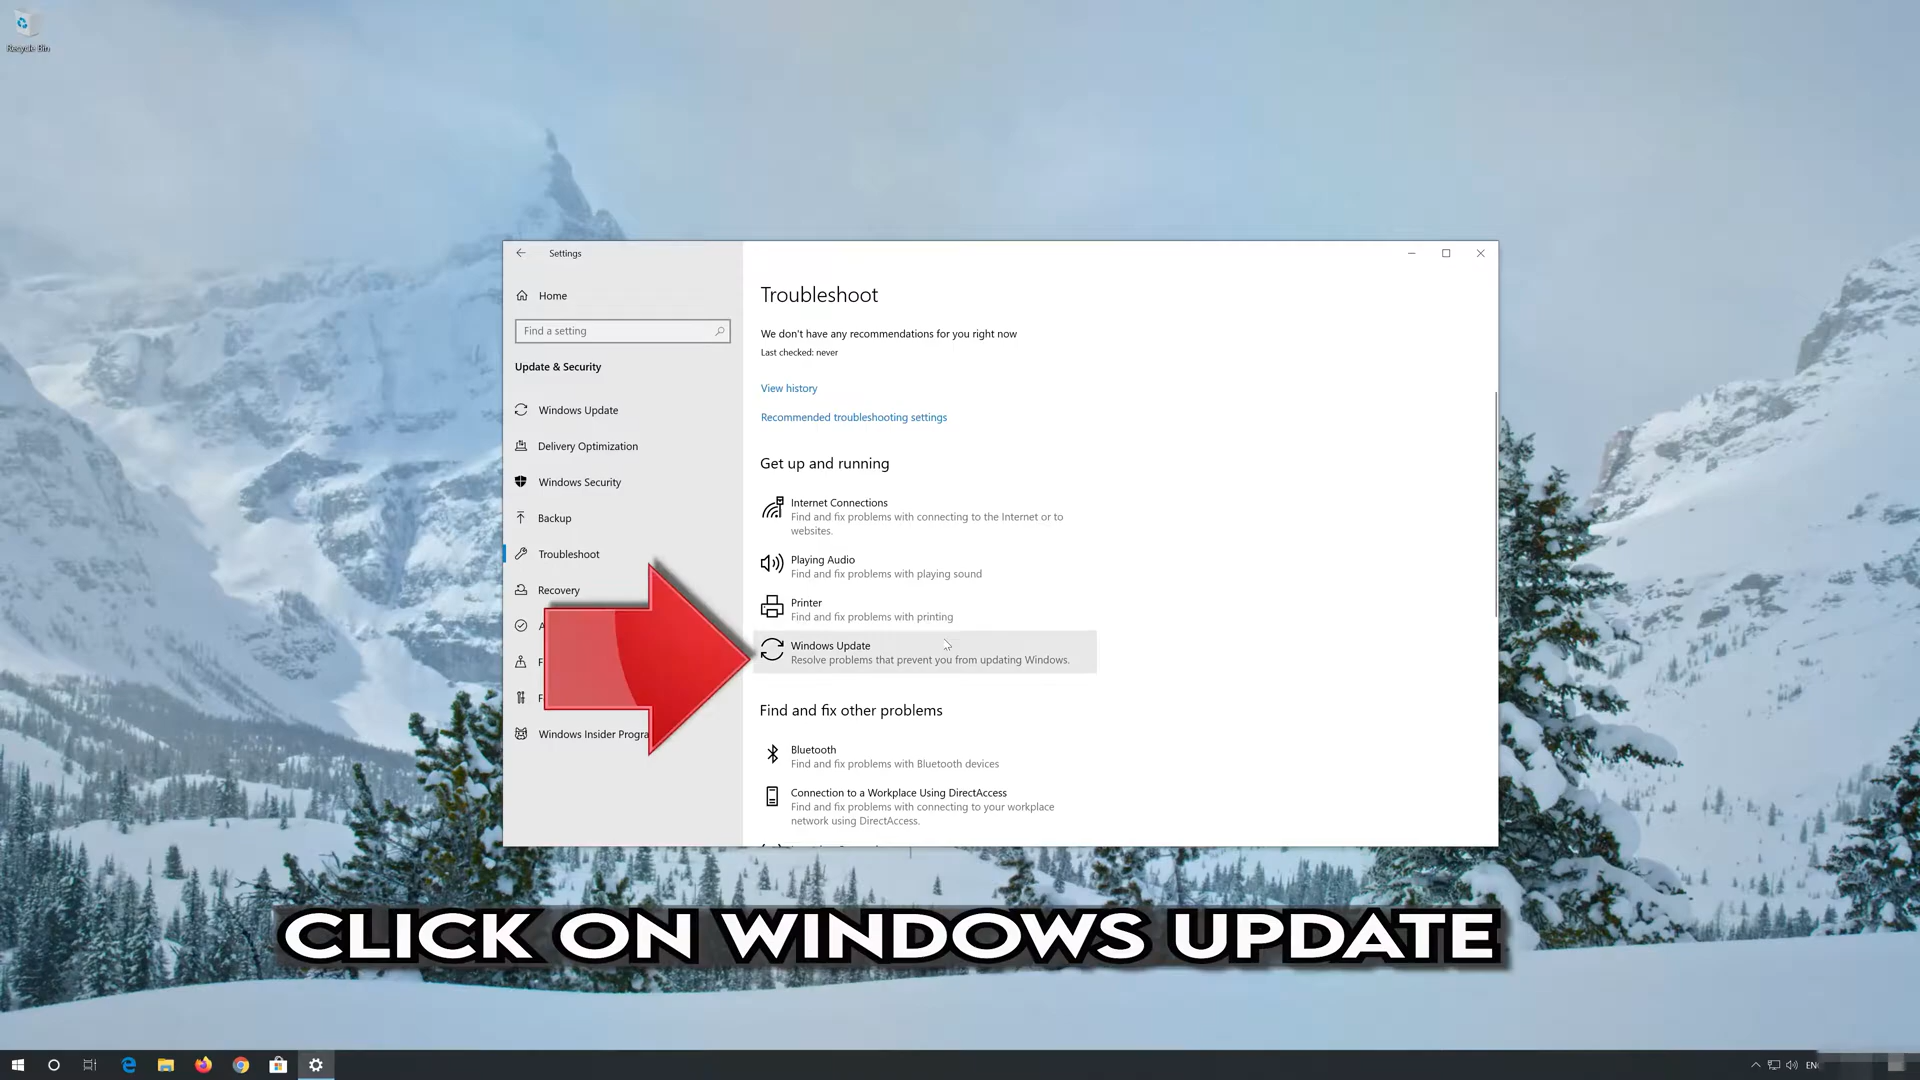 Recycle Bin
Settings
Home
Find a setting
Update & Security
Windows Update
Delivery Optimization
Windows Security
Backup
Troubleshoot
Recovery
Windows Insider
Troubleshoot
We don't have any recommendations for you right now
Last checked: never
View history
Recommended troubleshooting settings
Get up and running
Internet Connections
Find and fix problems with connecting to the Internet or to
websites.
Playing Audio
Find and fix problems with playing sound
Printer
Find and fix problems with printing
Windows Update
Resolve problems that prevent you from updating Windows.
Find and fix other problems
Bluetooth
Find and fix problems with Bluetooth devices
Connection to a Workplace Using DirectAccess
Find and fix problems with connecting to your workplace
network using DirectAccess.
CLICK ON WINDOWS UPDATE